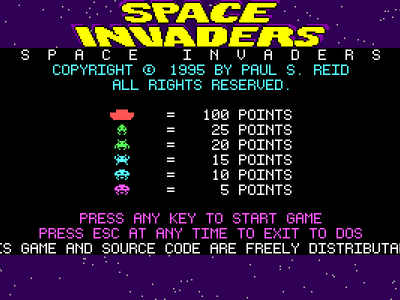 SPACE
INVADERS
S P A C E   I N V A D E R S
COPYRIGHT © 1995 BY PAUL S. REID
ALL RIGHTS RESERVED.
= 100 POINTS
= 25 POINTS
= 20 POINTS
= 15 POINTS
= 10 POINTS
= 5 POINTS
PRESS ANY KEY TO START GAME
PRESS ESC AT ANY TIME TO EXIT TO DOS
GAME AND SOURCE CODE ARE FREELY